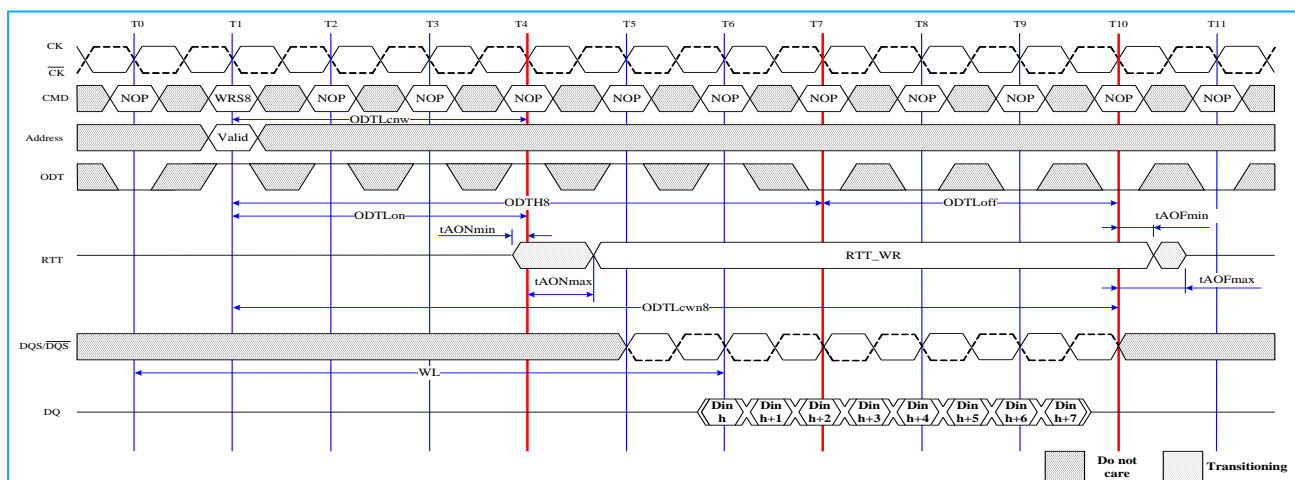 T0 T1 T2 T3 T4 T5 T6 T7 T8 T9 T10 T11
CK
CK
CMD NOP WRS8 NOP NOP NOP NOP NOP NOP NOP NOP NOP NOP
ODTLcnw
Address Valid
ODT
ODTH8 ODTLoff
ODTLon
tAONmin tAOFmin
RTT RTT_WR
tAONmax tAOFmax
ODTLcwn8
DQS/DQS
WL
DQ Din h Din h+1 Din h+2 Din h+3 Din h+4 Din h+5 Din h+6 Din h+7
Do not care Transitioning